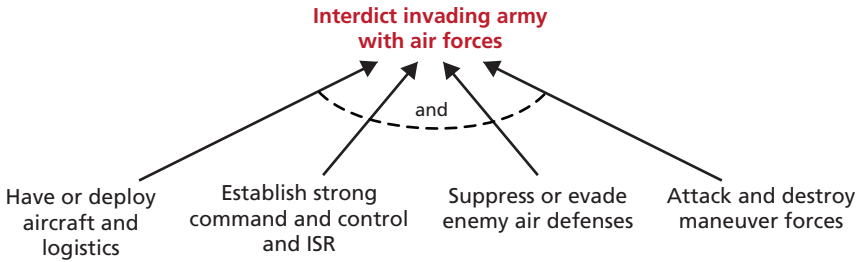 Interdict invading army
with air forces
and
Have or deploy
aircraft and
logistics
Establish strong
command and control
and ISR
Suppress or evade
enemy air defenses
Attack and destroy
maneuver forces